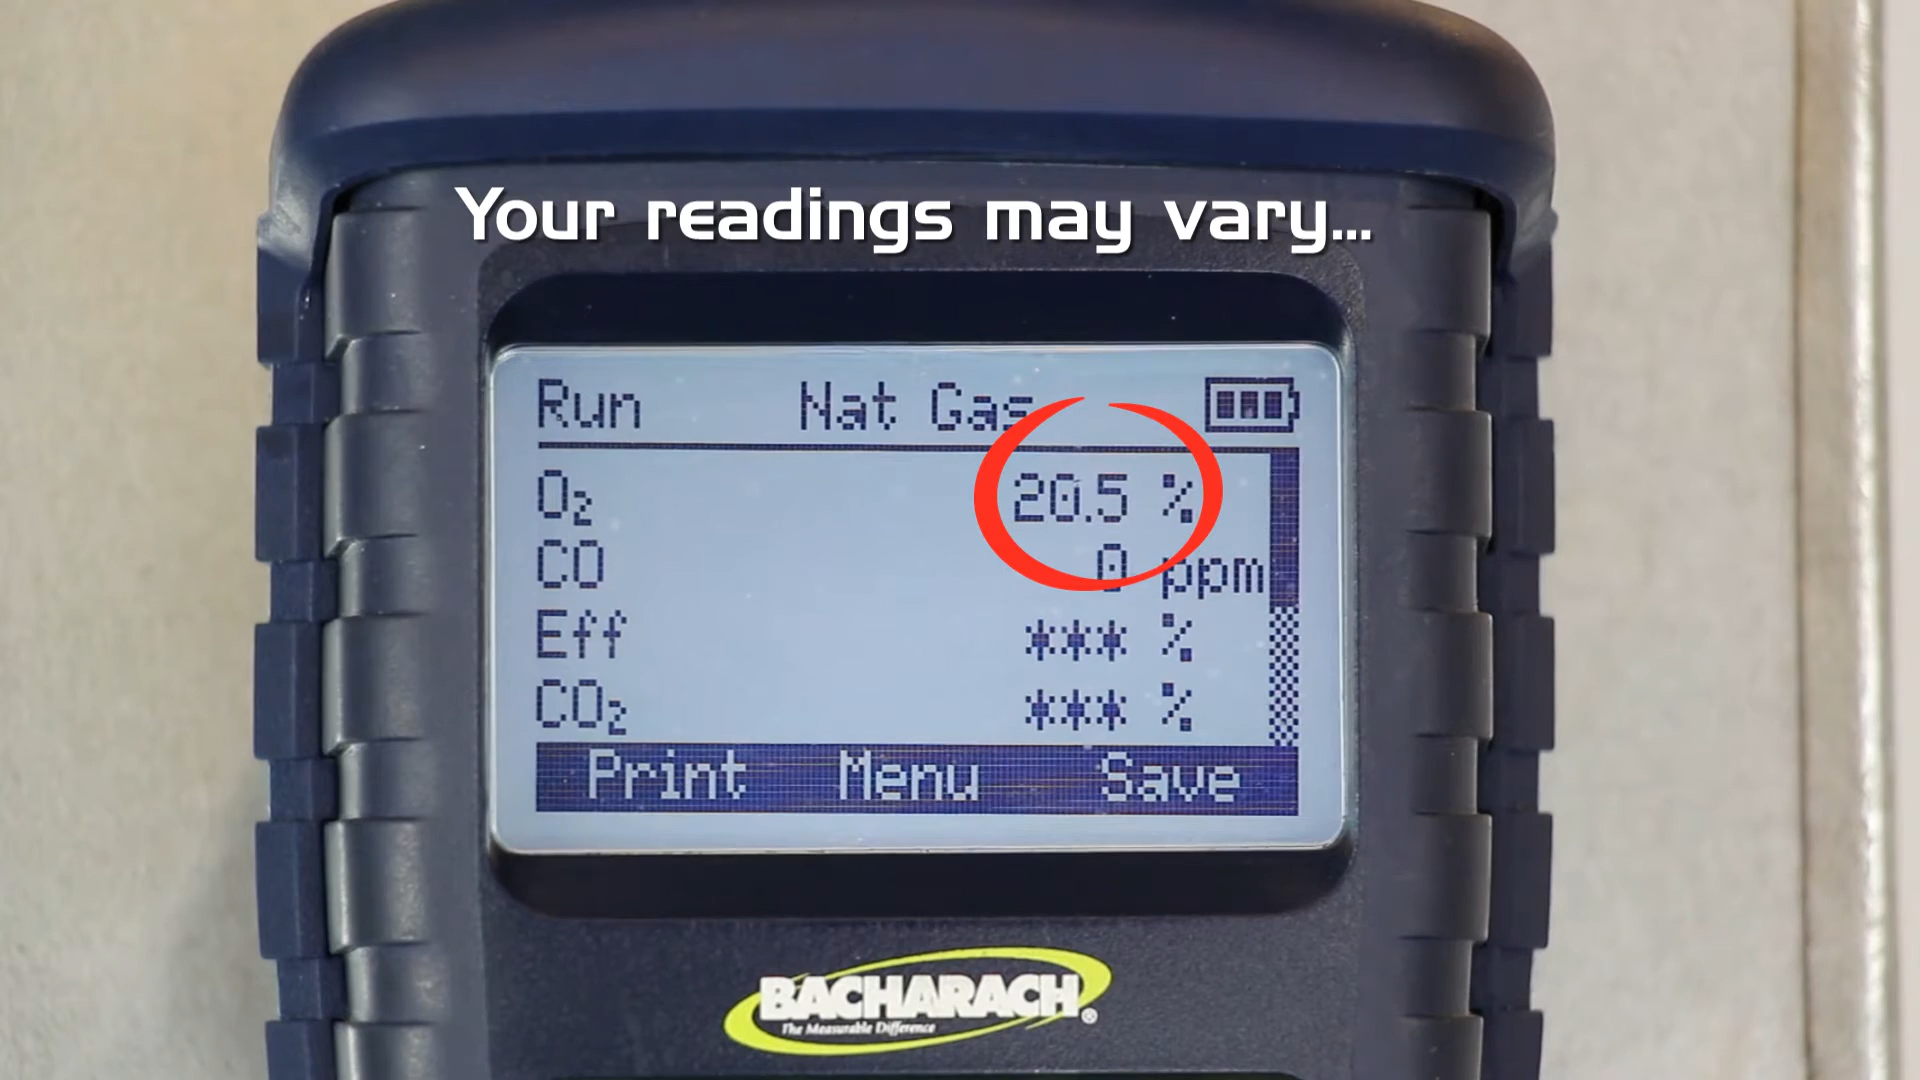 Your readings may vary...
Run Nat Gas
O₂ 20.5 %
CO 0 ppm
Eff *** %
CO₂ *** %
Print Menu Save
BACHARACH®
The Measurable Difference